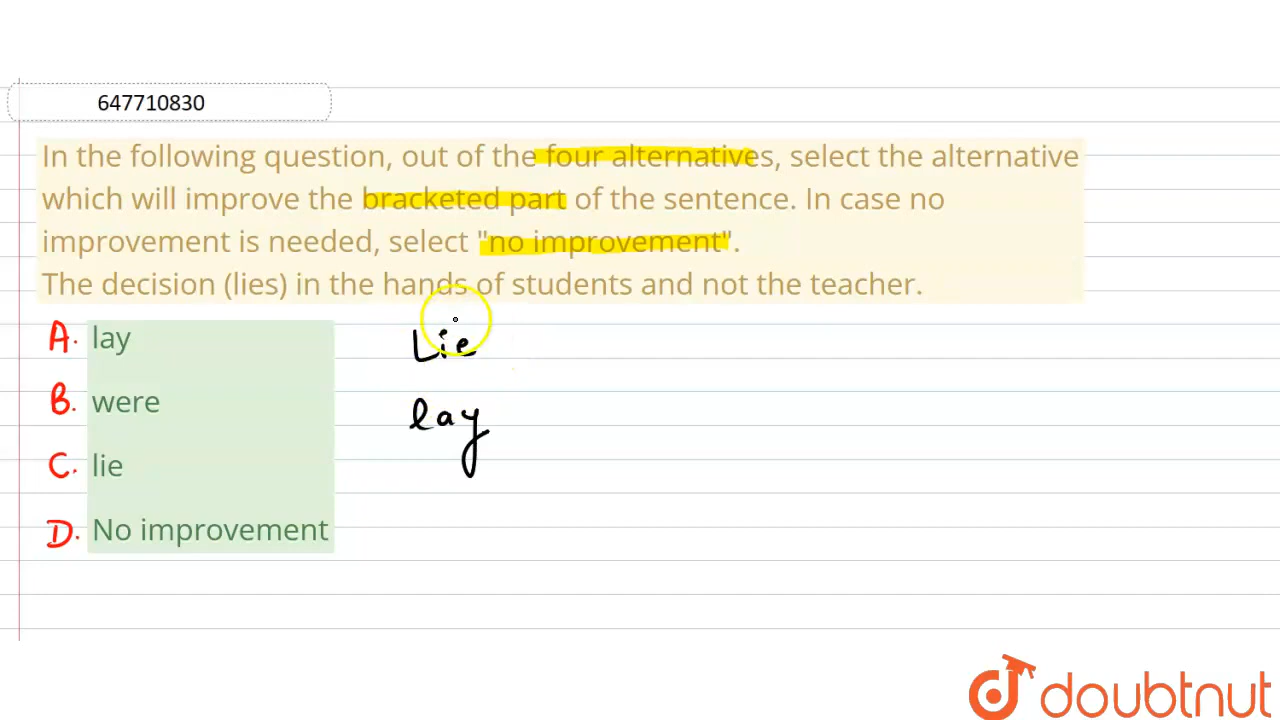 647710830
In the following question, out of the four alternatives, select the alternative
which will improve the bracketed part of the sentence. In case no
improvement is needed, select "no improvement".
The decision (lies) in the hands of students and not the teacher.
A. lay
B. were
C. lie
D. No improvement
Lie
lay
doubtnut